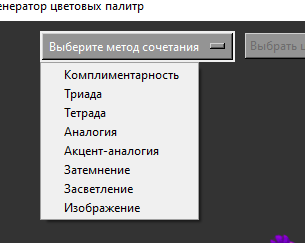 енератор цветовых палитр
Выберите метод сочетания
Выбрать
Комплиментарность
Триада
Тетрада
Аналогия
Акцент-аналогия
Затемнение
Засветление
Изображение